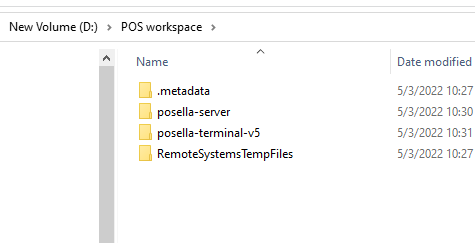 New Volume (D:) > POS workspace >
Name Date modified
.metadata 5/3/2022 10:27
posella-server 5/3/2022 10:30
posella-terminal-v5 5/3/2022 10:31
RemoteSystemsTempFiles 5/3/2022 10:27